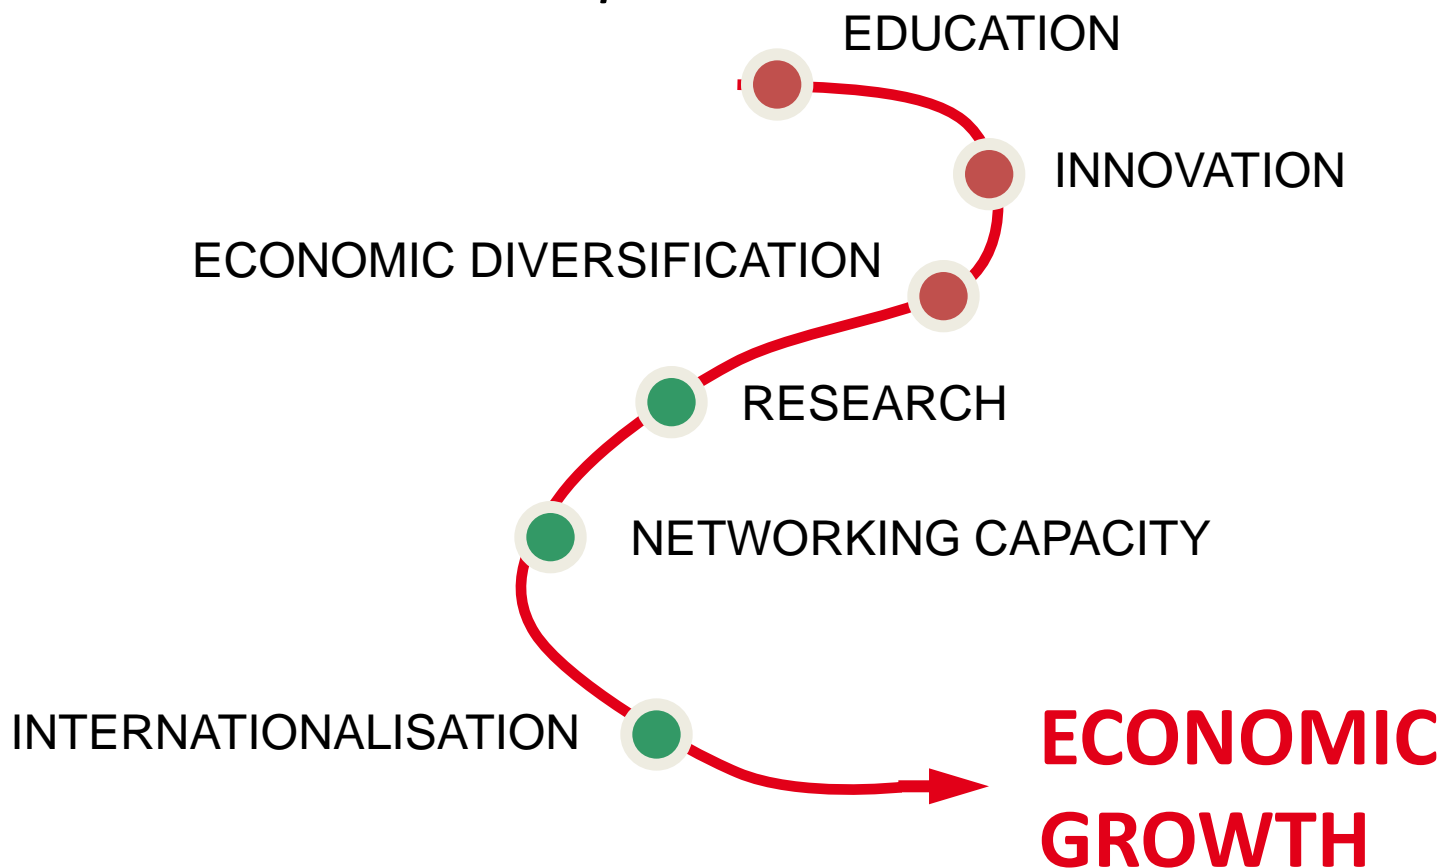 EDUCATION
INNOVATION
ECONOMIC DIVERSIFICATION
RESEARCH
NETWORKING CAPACITY
INTERNATIONALISATION
ECONOMIC
GROWTH